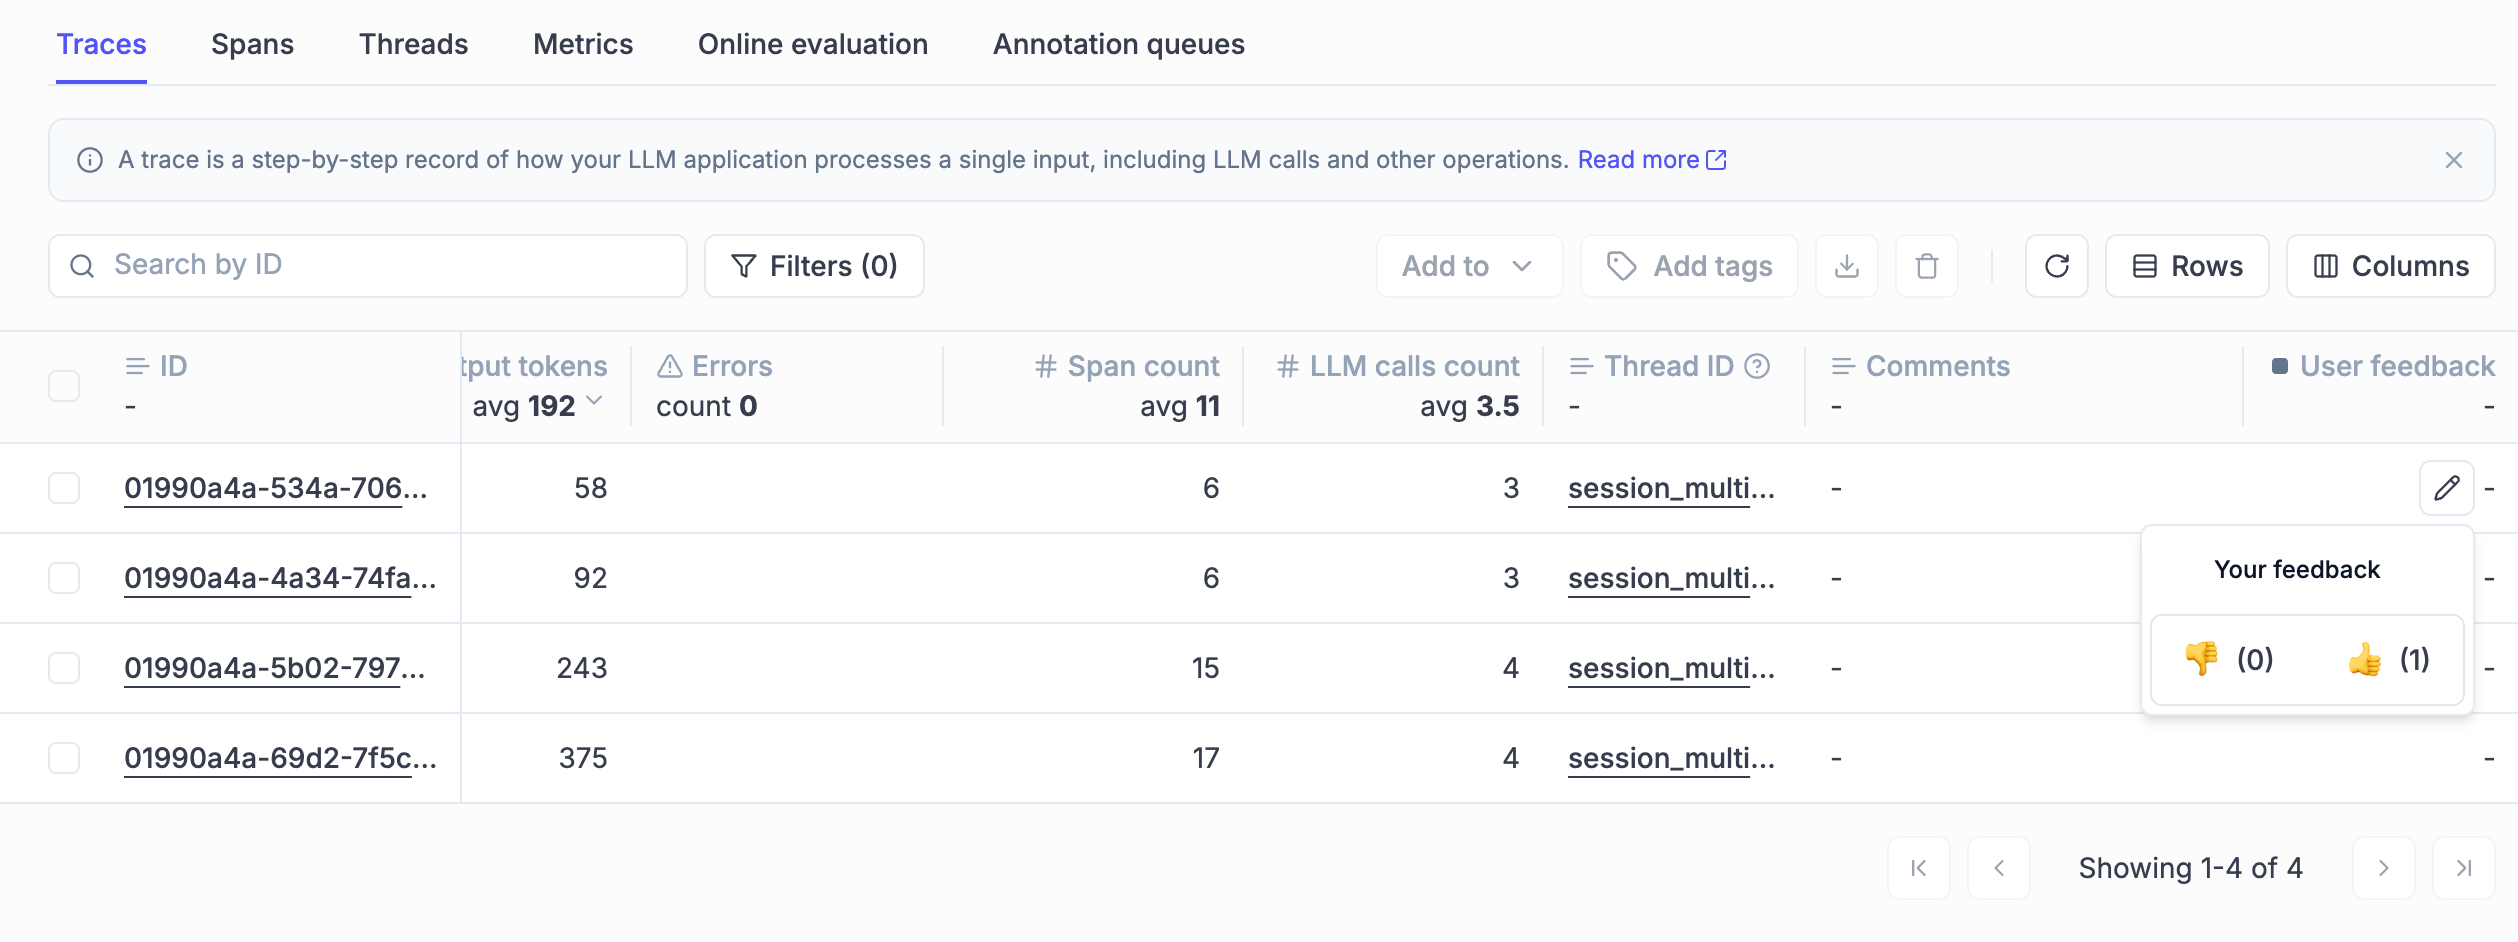 Traces Spans Threads Metrics Online evaluation Annotation queues
A trace is a step-by-step record of how your LLM application processes a single input, including LLM calls and other operations. Read more
Search by ID Filters (0) Add to Add tags Rows Columns
ID tput tokens Errors # Span count # LLM calls count Thread ID Comments User feedback
- avg 192 count 0 avg 11 avg 3.5 - - -
01990a4a-534a-706... 58 6 3 session_multi... - -
01990a4a-4a34-74fa... 92 6 3 session_multi... - -
Your feedback
01990a4a-5b02-797... 243 15 4 session_multi... - 👎 (0) 👍 (1) -
01990a4a-69d2-7f5c... 375 17 4 session_multi... - -
Showing 1-4 of 4